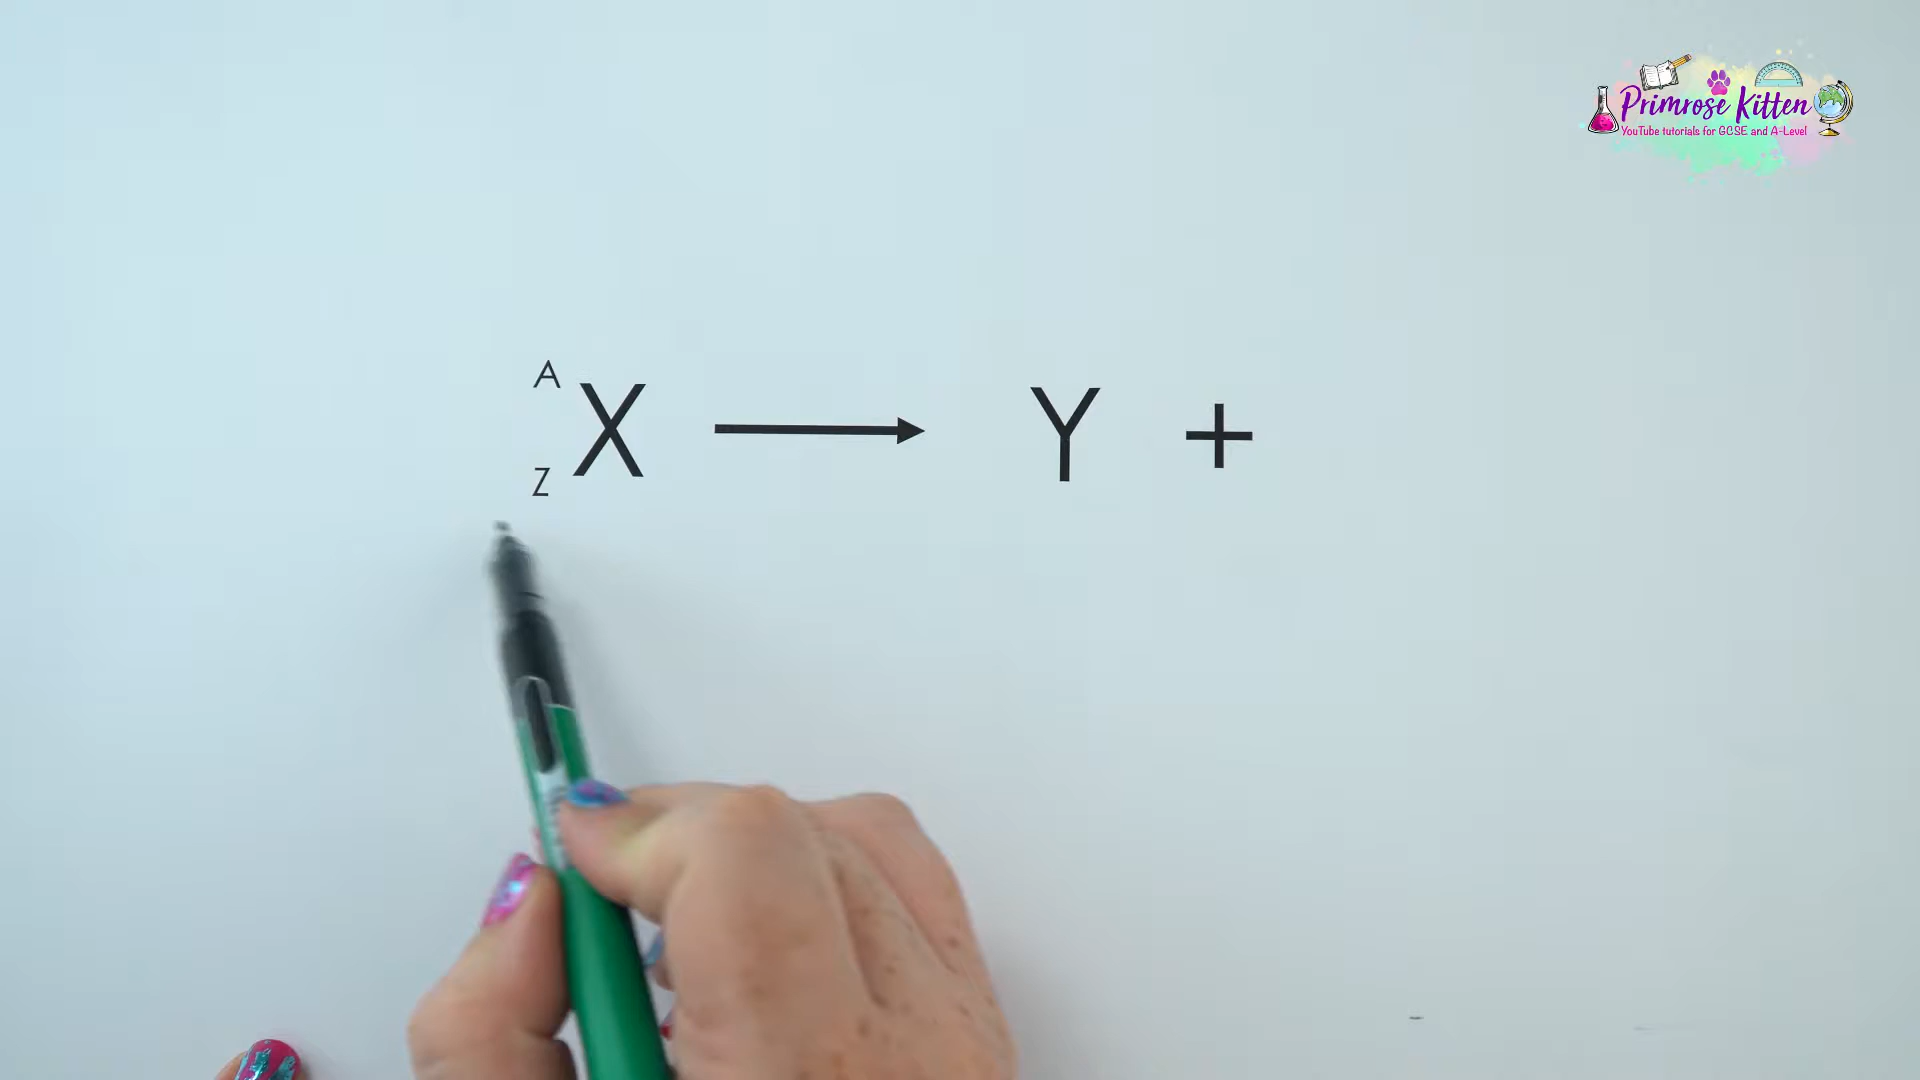 Primrose Kitten
YouTube tutorials for GCSE and A-Level
A
X → Y +
Z